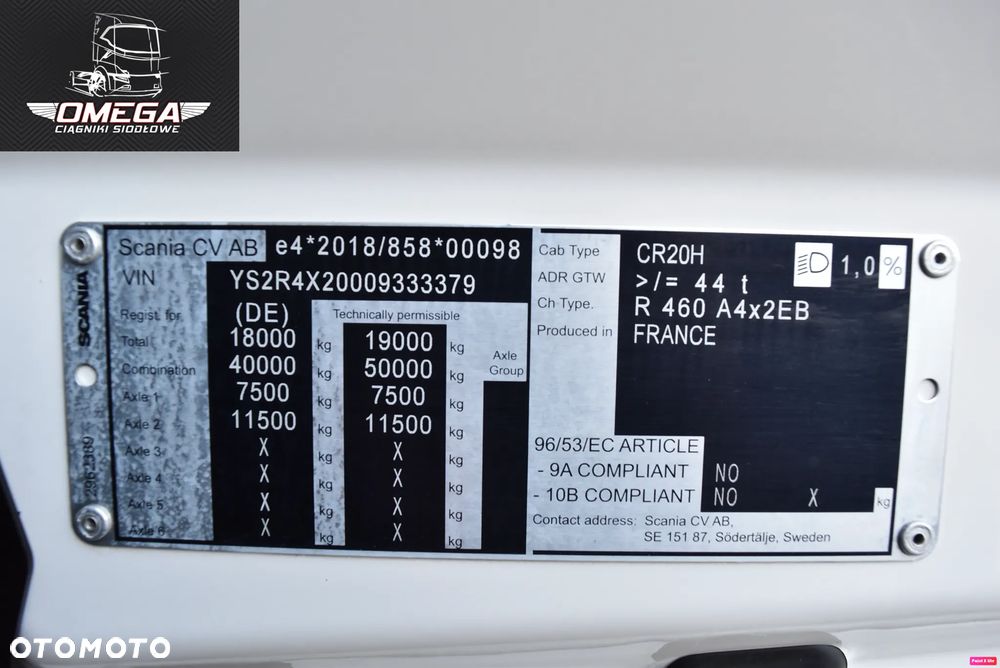 OMEGA
CIĄGNIKI SIODŁOWE
SCANIA
Scania CV AB e4*2018/858*00098
VIN YS2R4X20009333379
Regist. for (DE) Technically permissible
Total 18000 kg 19000 kg
Combination 40000 kg 50000 kg
Axle Group
Axle 1 7500 kg 7500 kg
Axle 2 11500 kg 11500 kg
Axle 3 X kg X kg
Axle 4 X kg X kg
Axle 5 X kg X kg
Axle 6 X kg X kg
Cab Type CR20H
1,0 %
ADR GTW >/= 44 t
Ch Type. R 460 A4x2EB
Produced in FRANCE
96/53/EC ARTICLE
- 9A COMPLIANT NO
- 10B COMPLIANT NO X kg
Contact address: Scania CV AB,
SE 151 87, Södertälje, Sweden
OTOMOTO